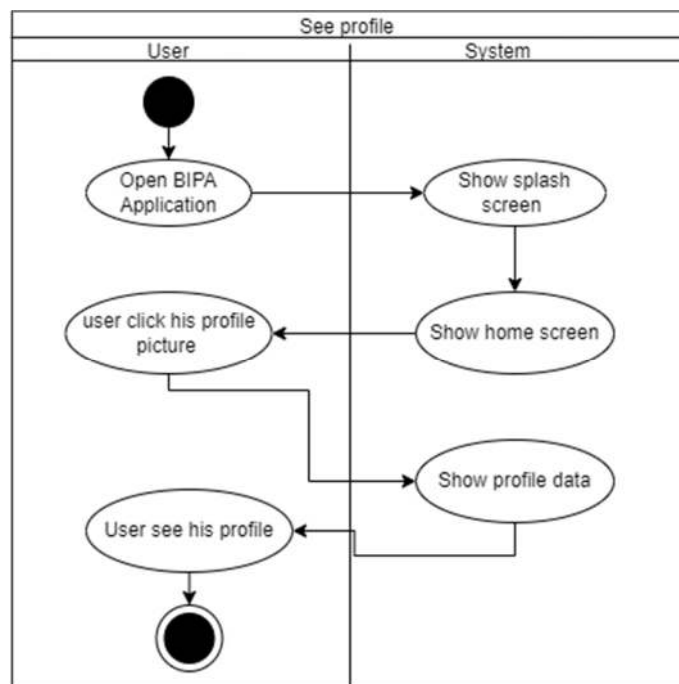 See profile
User
System
Open BIPA
Application
Show splash
screen
user click his profile
picture
Show home screen
Show profile data
User see his profile